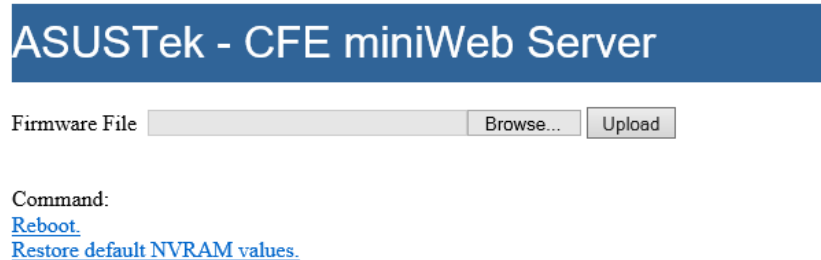 ASUSTek - CFE miniWeb Server
Firmware File Browse... Upload
Command:
Reboot.
Restore default NVRAM values.